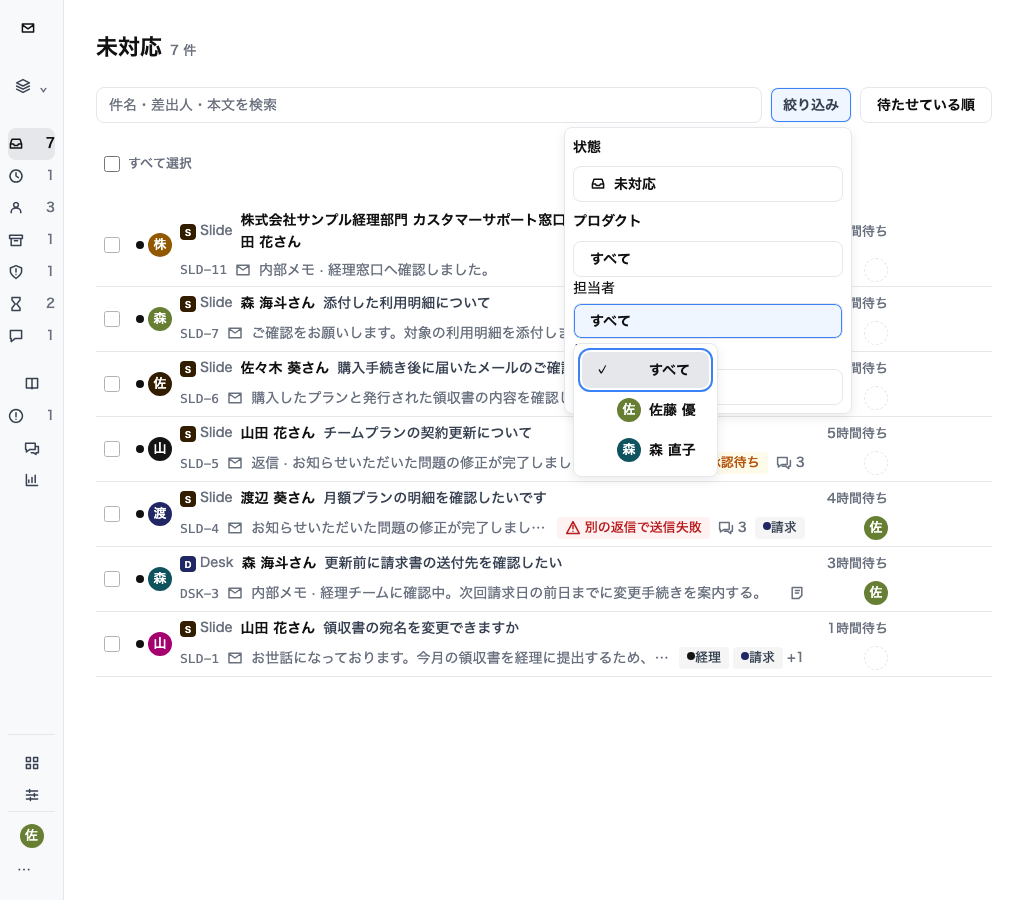 未対応 7 件
件名・差出人・本文を検索
絞り込み
待たせている順
7
1
3
1
1
2
1
1
佐
…
すべて選択
状態
未対応
プロダクト
すべて
担当者
すべて
✓ すべて
佐 佐藤 優
森 森 直子
株 S Slide 株式会社サンプル経理部門 カスタマーサポート窓口
田 花さん
間待ち
SLD-11 内部メモ · 経理窓口へ確認しました。
森 S Slide 森 海斗さん 添付した利用明細について
間待ち
SLD-7 ご確認をお願いします。対象の利用明細を添付し
佐 S Slide 佐々木 葵さん 購入手続き後に届いたメールのご確
間待ち
SLD-6 購入したプランと発行された領収書の内容を確認
山 S Slide 山田 花さん チームプランの契約更新について
5時間待ち
SLD-5 返信 · お知らせいただいた問題の修正が完了しまし
認待ち 3
渡 S Slide 渡辺 葵さん 月額プランの明細を確認したいです
4時間待ち
SLD-4 お知らせいただいた問題の修正が完了しまし… 別の返信で送信失敗 3 請求 佐
森 D Desk 森 海斗さん 更新前に請求書の送付先を確認したい
3時間待ち
DSK-3 内部メモ · 経理チームに確認中。次回請求日の前日までに変更手続きを案内する。 佐
山 S Slide 山田 花さん 領収書の宛名を変更できますか
1時間待ち
SLD-1 お世話になっております。今月の領収書を経理に提出するため、… 経理 請求 +1